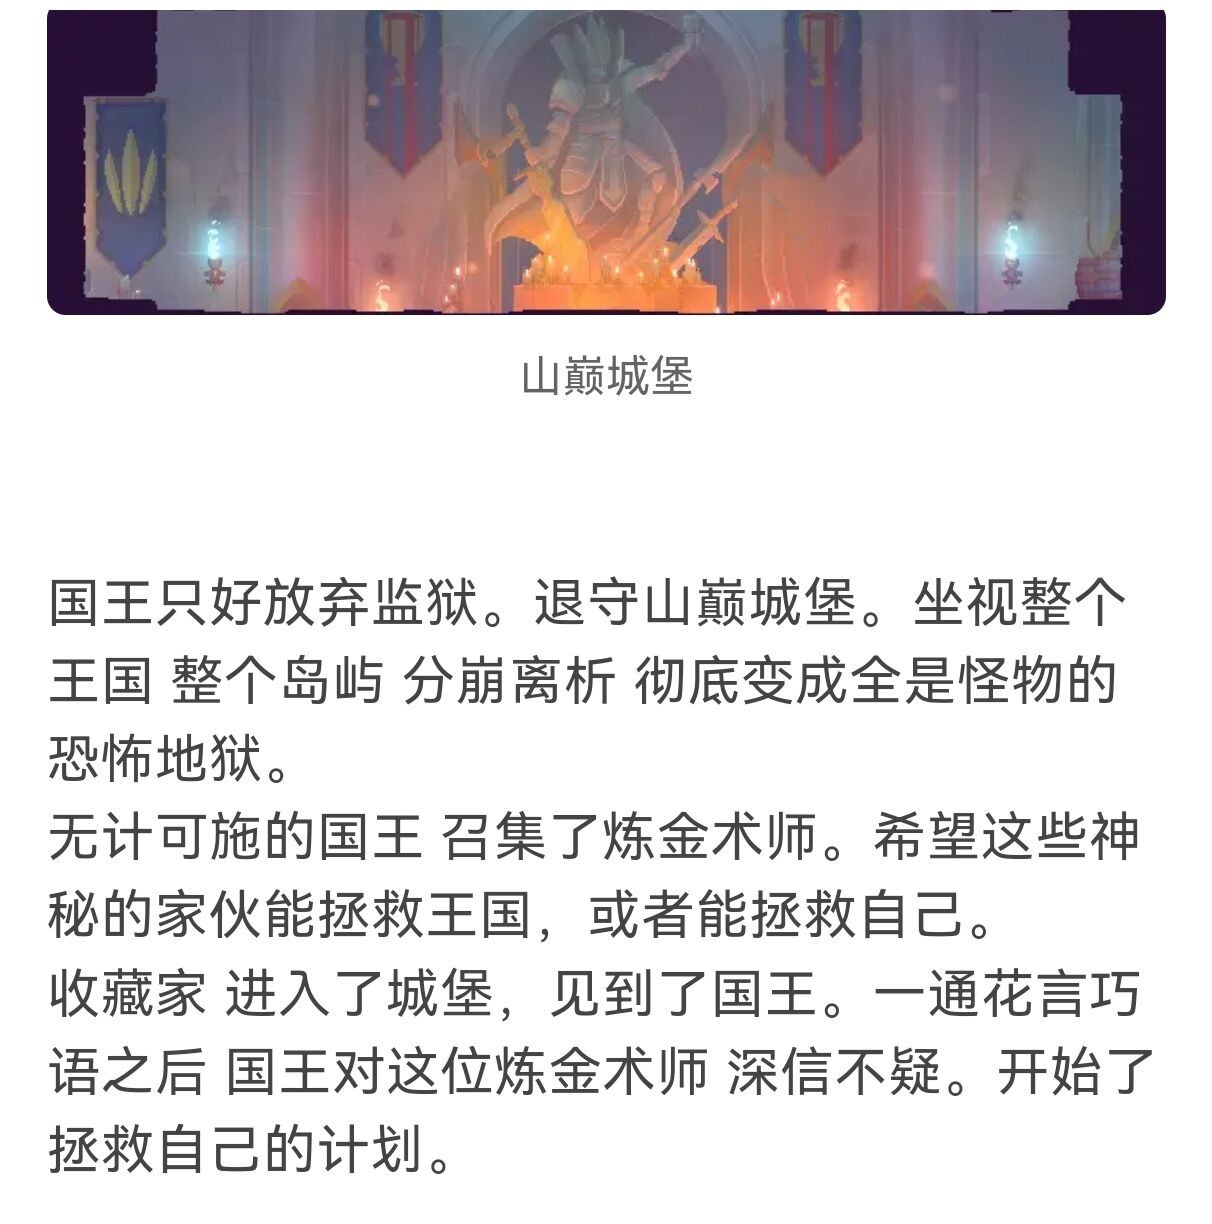 山巅城堡
国王只好放弃监狱。退守山巅城堡。坐视整个
王国 整个岛屿 分崩离析 彻底变成全是怪物的
恐怖地狱。
无计可施的国王 召集了炼金术师。希望这些神
秘的家伙能拯救王国，或者能拯救自己。
收藏家 进入了城堡，见到了国王。一通花言巧
语之后 国王对这位炼金术师 深信不疑。开始了
拯救自己的计划。